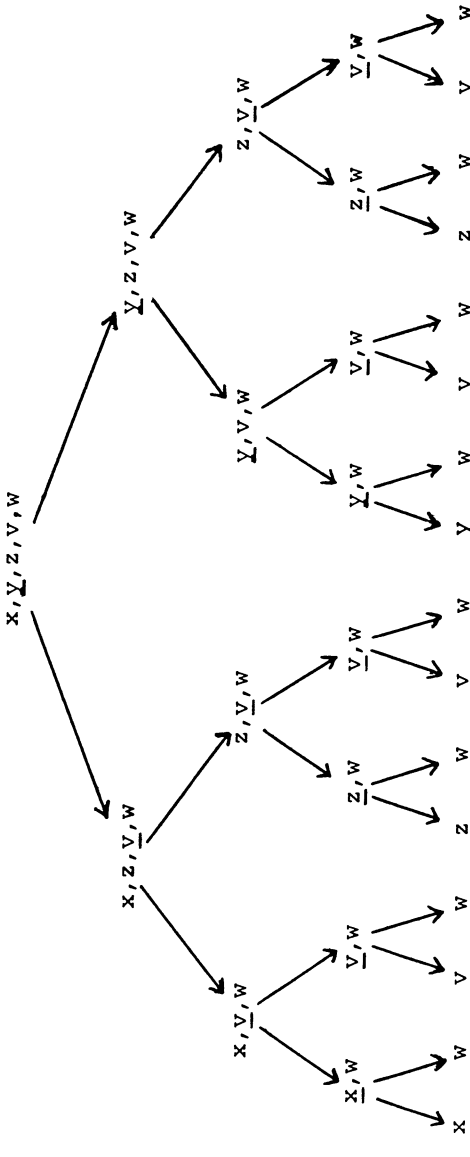 x,y,z,v,w
x,z,v,w y,z,v,w
x,v,w z,v,w y,v,w z,v,w
x,w v,w z,w v,w y,w v,w z,w v,w
x w v w z w v w y w v w z w v w